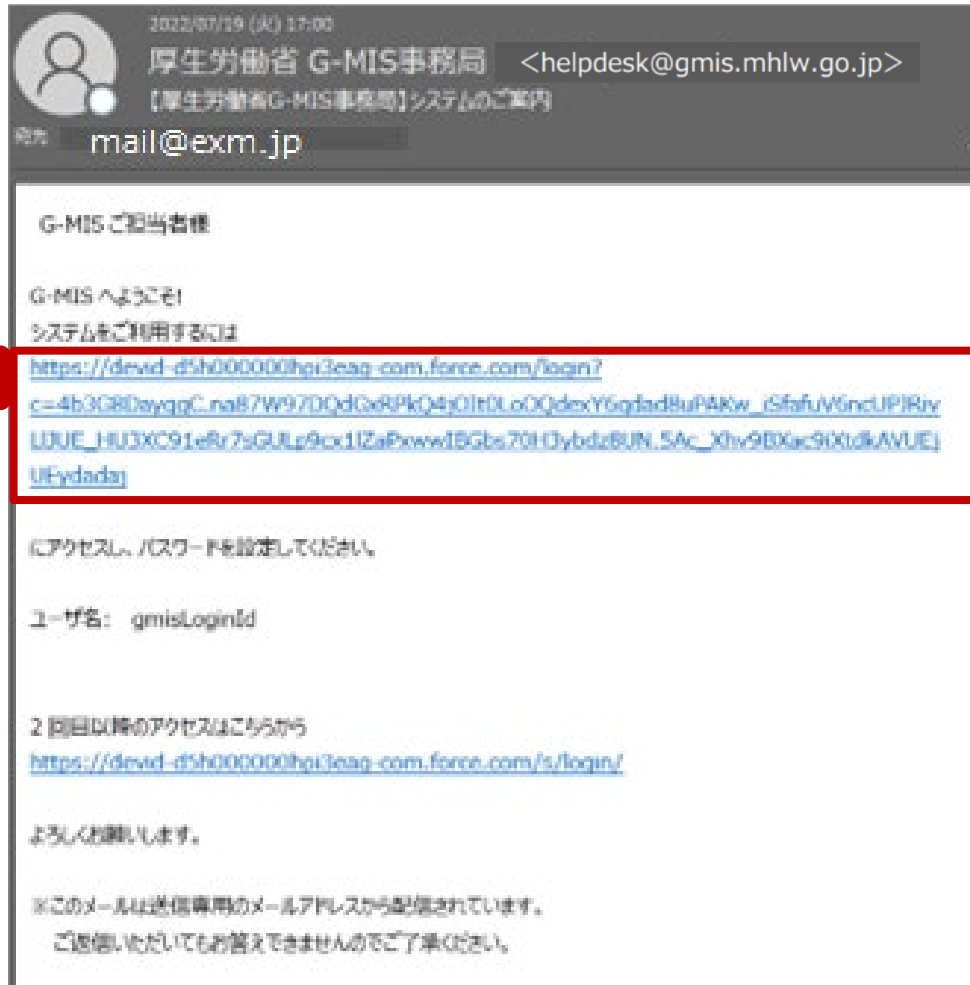 2022/07/19 (火) 17:00
厚生労働省 G-MIS事務局 <helpdesk@gmis.mhlw.go.jp>
【厚生労働省G-MIS事務局】システムのご案内
宛先 mail@exm.jp
G-MIS ご担当者様
G-MIS へようこそ!
システムをご利用するには
https://devid-d5h000000hpi3eag-com.force.com/login?
にアクセスし、パスワードを設定してください。
ユーザ名: gmisLoginId
2 回目以降のアクセスはこちらから
https://devid-d5h000000hpi3eag-com.force.com/s/login/
よろしくお願いします。
※このメールは送信専用のメールアドレスから配信されています。
ご返信いただいてもお答えできませんのでご了承ください。